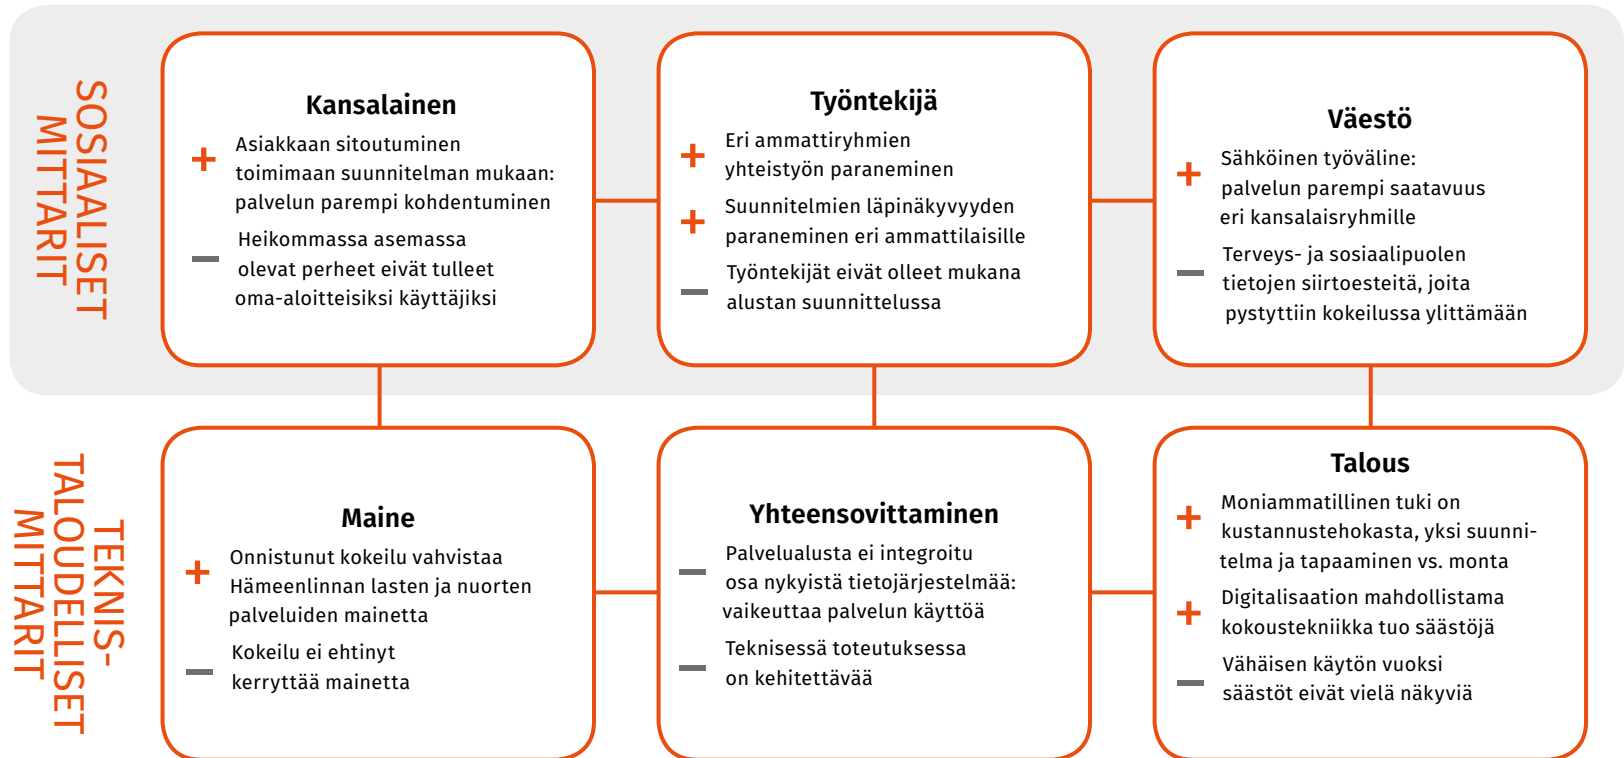 SOSIAALISET
MITTARIT
Kansalainen
+ Asiakkaan sitoutuminen
toimimaan suunnitelman mukaan:
palvelun parempi kohdentuminen
— Heikommassa asemassa
olevat perheet eivät tulleet
oma-aloitteisiksi käyttäjiksi
Työntekijä
+ Eri ammattiryhmien
yhteistyön paraneminen
+ Suunnitelmien läpinäkyvyyden
paraneminen eri ammattilaisille
— Työntekijät eivät olleet mukana
alustan suunnittelussa
Väestö
+ Sähköinen työväline:
palvelun parempi saatavuus
eri kansalaisryhmille
— Terveys- ja sosiaalipuolen
tietojen siirtoesteitä, joita
pystyttiin kokeilussa ylittämään
TEKNIS-
TALOUDELLISET
MITTARIT
Maine
+ Onnistunut kokeilu vahvistaa
Hämeenlinnan lasten ja nuorten
palveluiden mainetta
— Kokeilu ei ehtinyt
kerryttää mainetta
Yhteensovittaminen
— Palvelualusta ei integroitu
osa nykyistä tietojärjestelmää:
vaikeuttaa palvelun käyttöä
— Teknisessä toteutuksessa
on kehitettävää
Talous
+ Moniammatillinen tuki on
kustannustehokasta, yksi suunni-
telma ja tapaaminen vs. monta
+ Digitalisaation mahdollistama
kokoustekniikka tuo säästöjä
— Vähäisen käytön vuoksi
säästöt eivät vielä näkyviä